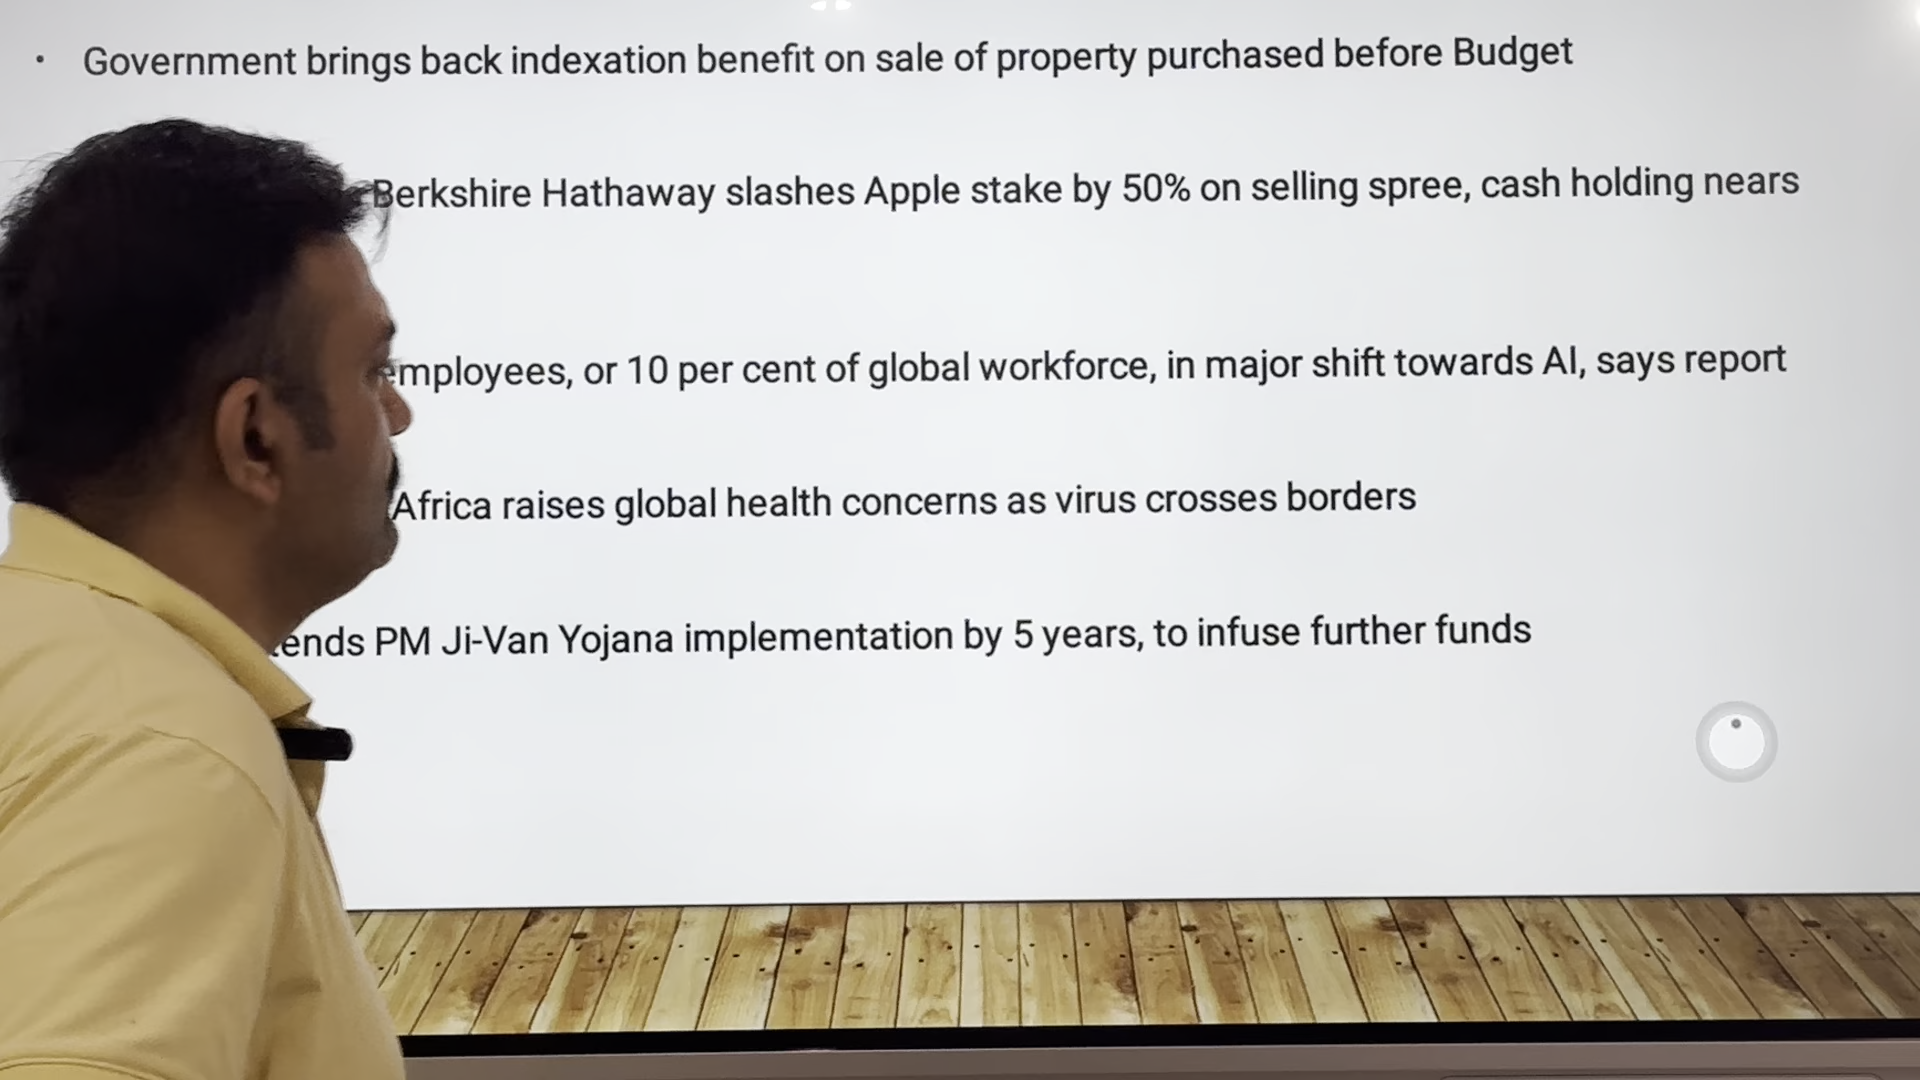 • Government brings back indexation benefit on sale of property purchased before Budget
Berkshire Hathaway slashes Apple stake by 50% on selling spree, cash holding nears
employees, or 10 per cent of global workforce, in major shift towards AI, says report
Africa raises global health concerns as virus crosses borders
ends PM Ji-Van Yojana implementation by 5 years, to infuse further funds